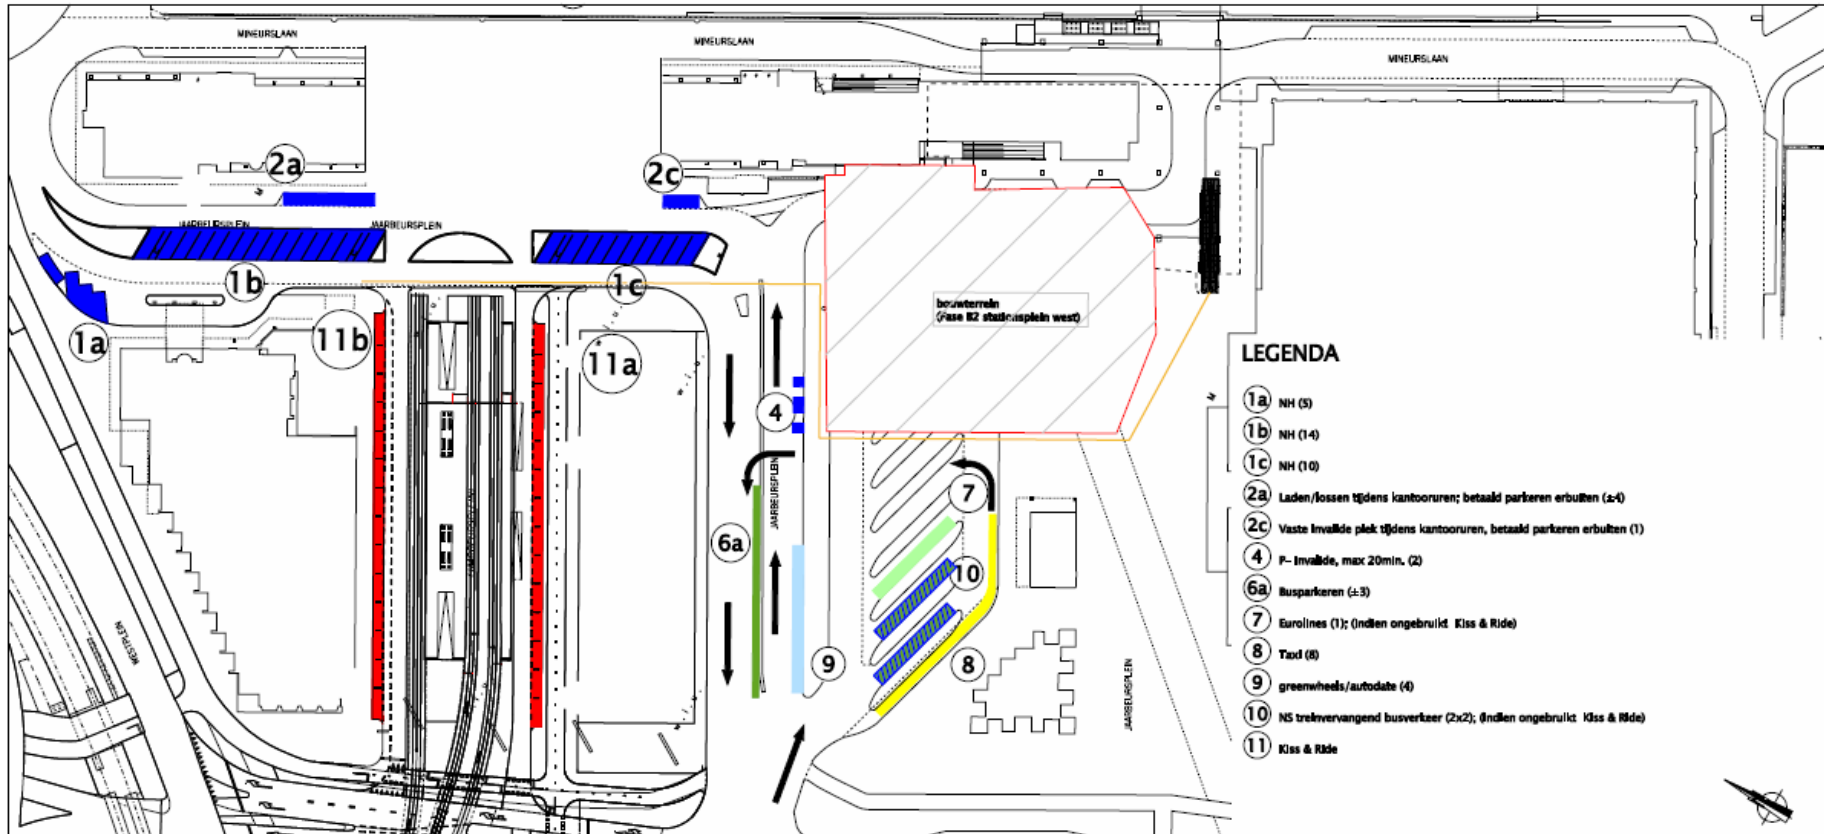 MINEURSLAAN
MINEURSLAAN
MINEURSLAAN
2a
2c
M
JAARBEURSPLEIN
JAARBEURSPLEIN
1b
1c
1a
11b
11a
bouwterrein
(Fase B2 stationsplein west)
4
JAARBEURSPLEIN
6a
7
10
9
8
WESTPLEIN
JAARBEURSPLEIN
M
LEGENDA
1a NH (5)
1b NH (14)
1c NH (10)
2a Laden/lossen tijdens kantooruren; betaald parkeren erbuiten (±4)
2c Vaste invalide plek tijdens kantooruren, betaald parkeren erbuiten (1)
4 P- Invalide, max 20min. (2)
6a Busparkeren (±3)
7 Eurolines (1); (indien ongebruikt Kiss & Ride)
8 Taxi (8)
9 greenwheels/autodate (4)
10 NS treinvervangend busverkeer (2x2); (indien ongebruikt Kiss & Ride)
11 Kiss & Ride